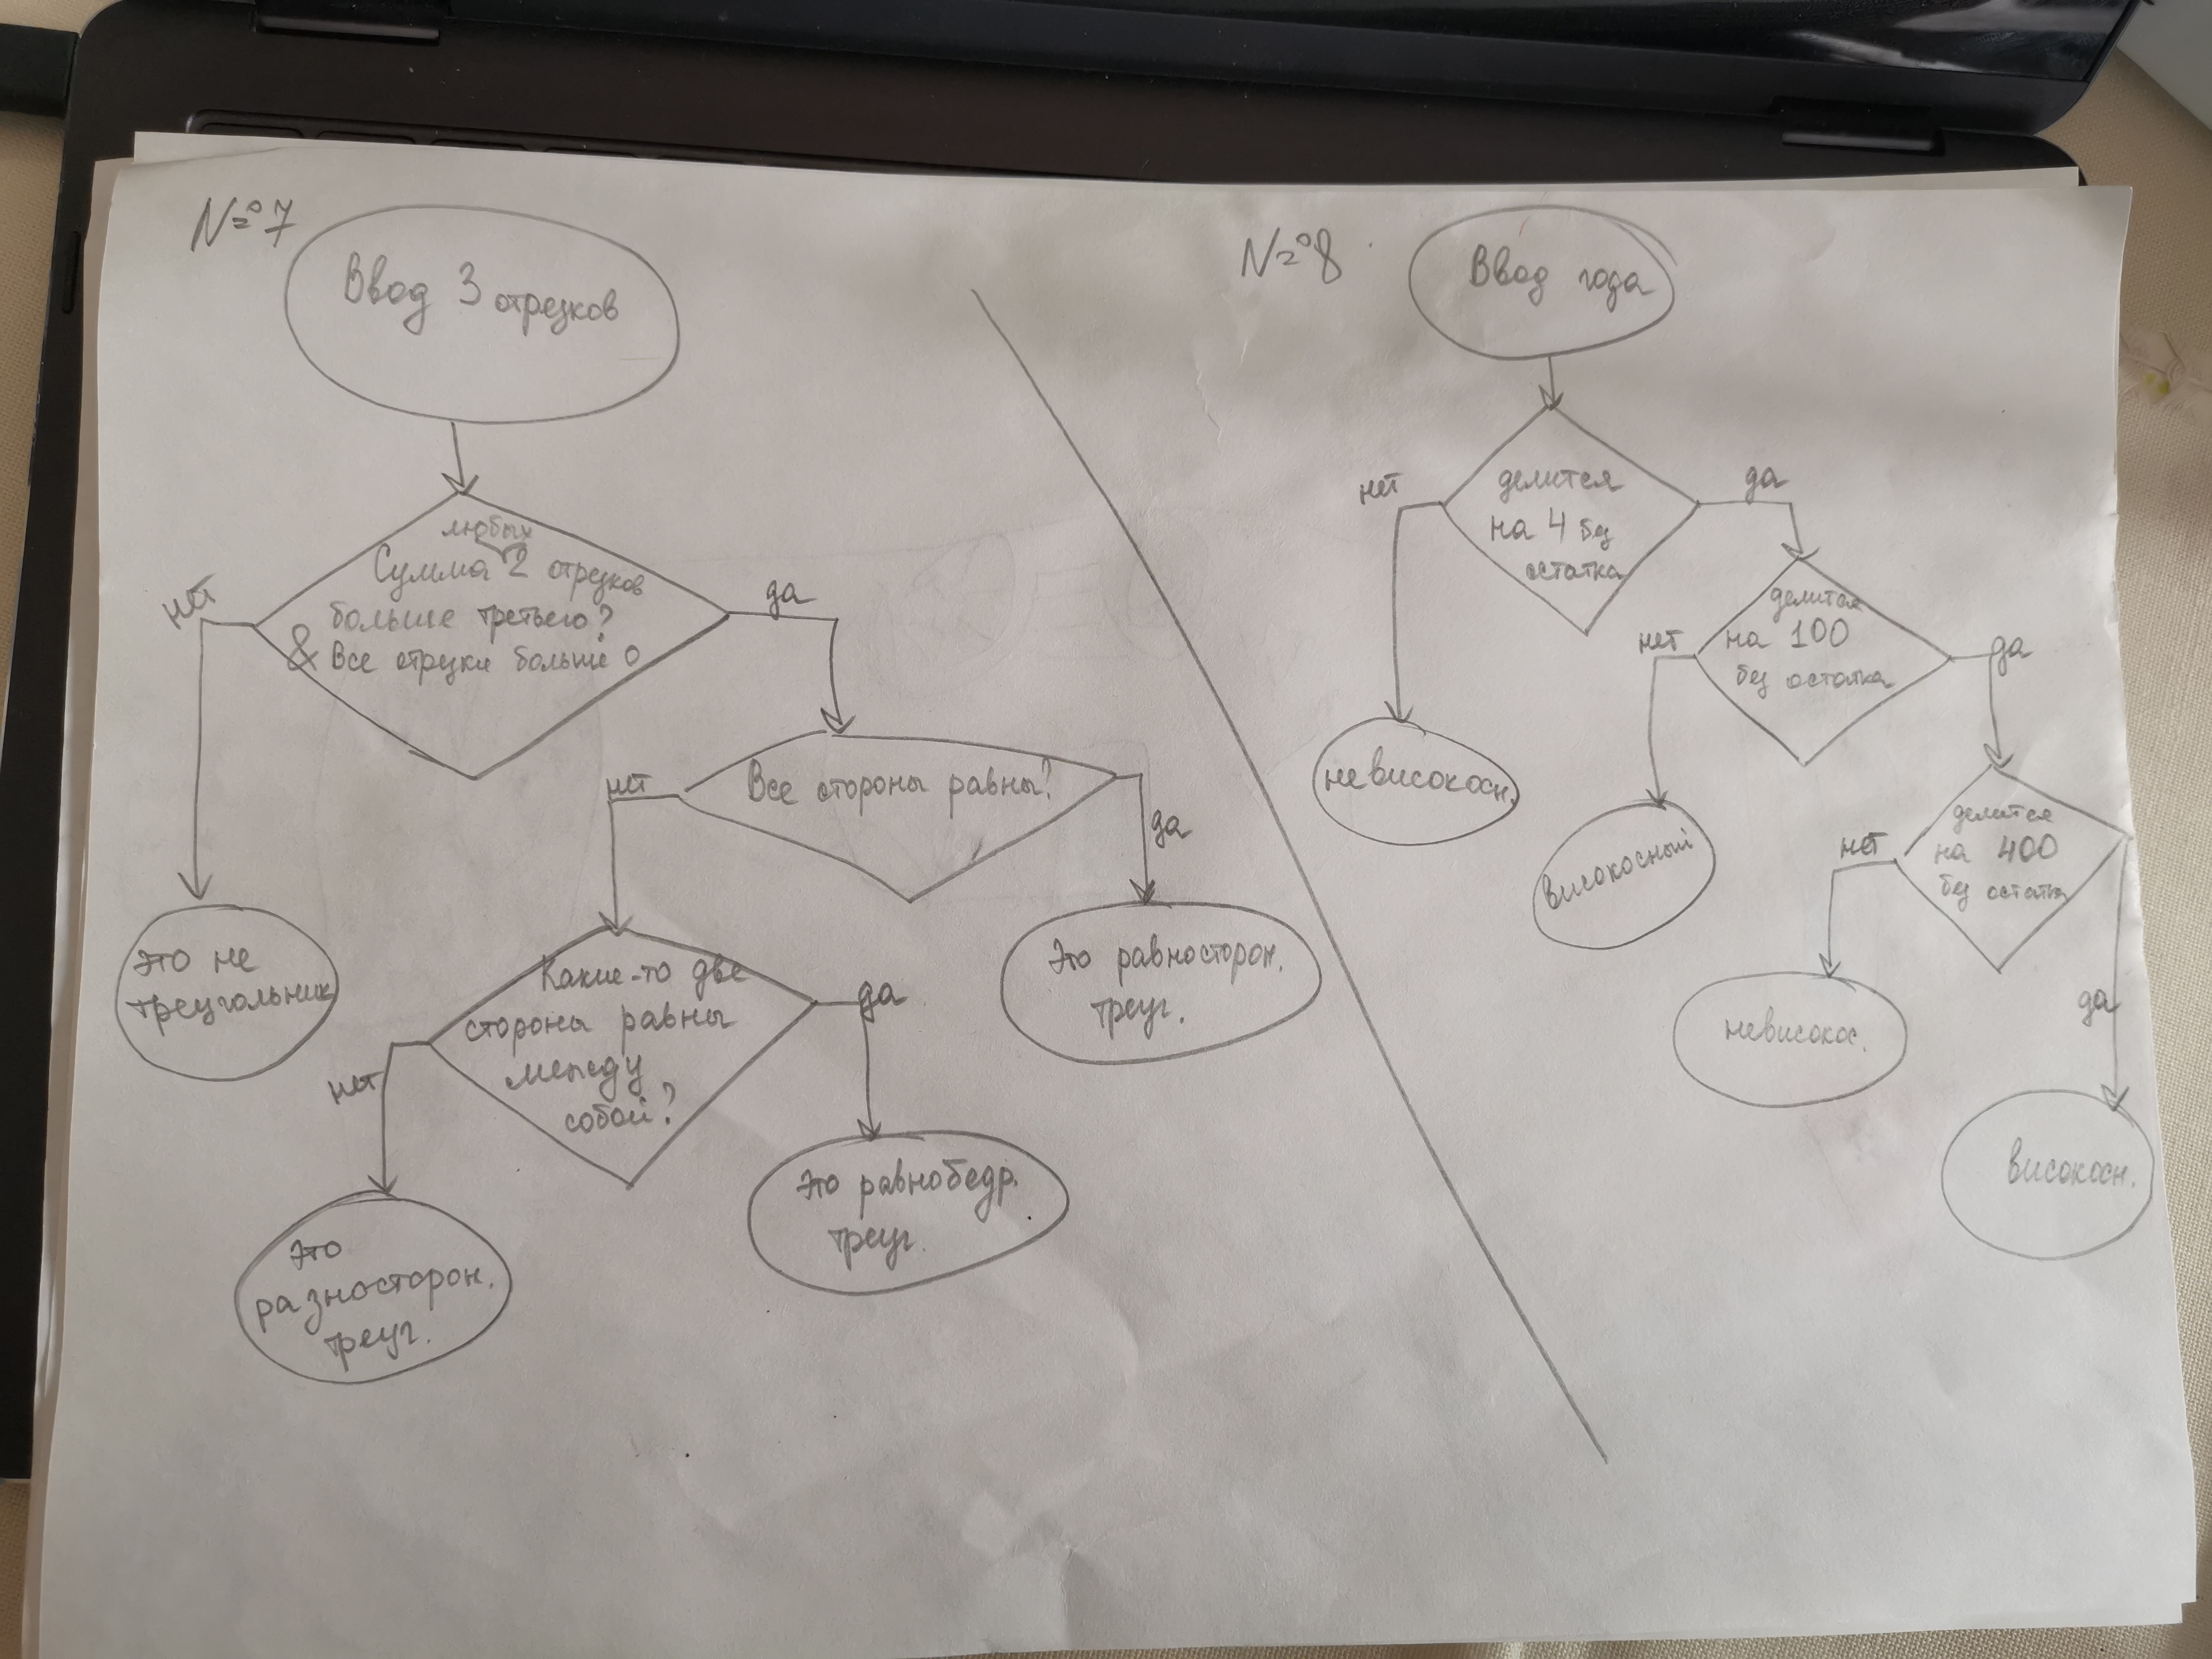 №7
Ввод 3 отрезков
любых
Сумма 2 отрезков
больше третьего?
& Все отрезки больше 0
нет
да
Все стороны равны?
нет
да
Это не
треугольник
Какие-то две
стороны равны
между
собой?
нет
да
Это равносторон.
треуг.
Это равнобедр.
треуг.
Это
разносторон.
треуг.
№8
Ввод года
делится
на 4 без
остатка
нет
да
делится
на 100
без остатка
нет
да
невисокосн.
високосный
делится
на 400
без остатка
нет
да
невисокос.
високосн.